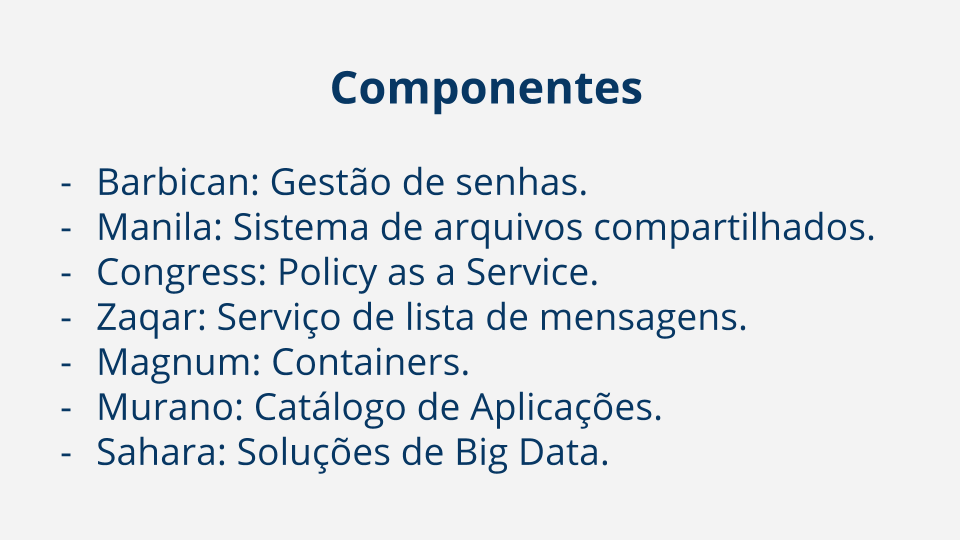 Componentes
- Barbican: Gestão de senhas.
- Manila: Sistema de arquivos compartilhados.
- Congress: Policy as a Service.
- Zaqar: Serviço de lista de mensagens.
- Magnum: Containers.
- Murano: Catálogo de Aplicações.
- Sahara: Soluções de Big Data.